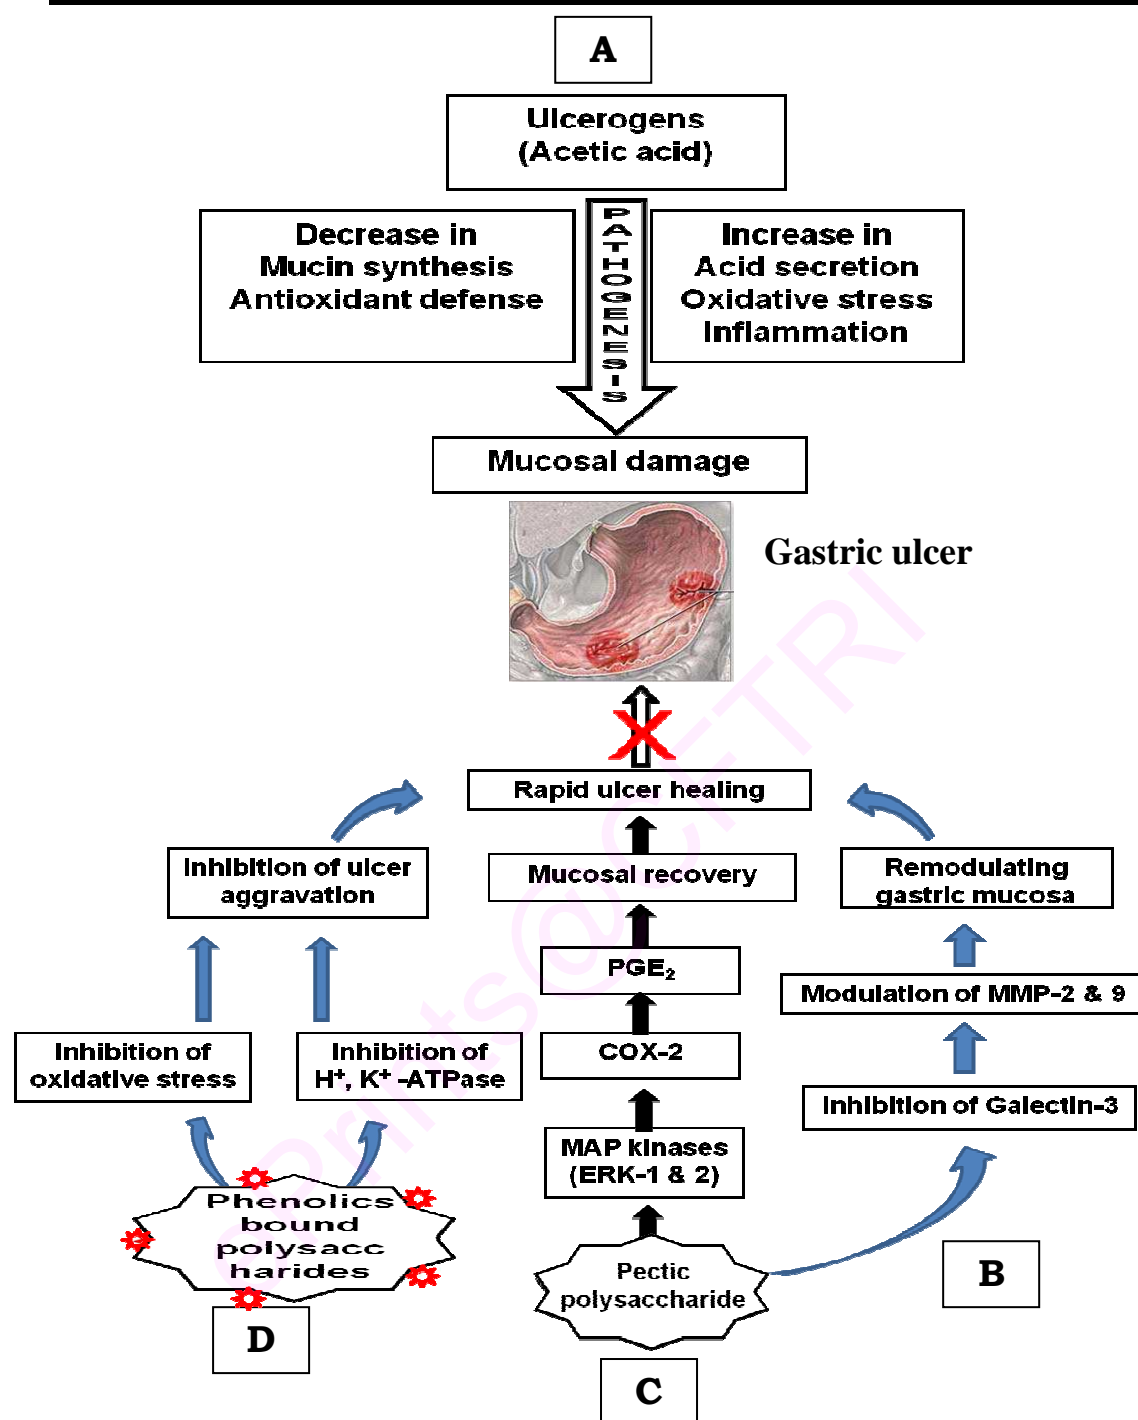 A
Ulcerogens
(Acetic acid)
Decrease in
Mucin synthesis
Antioxidant defense
PATHOGENESIS
Increase in
Acid secretion
Oxidative stress
Inflammation
Mucosal damage
Gastric ulcer
Rapid ulcer healing
Inhibition of ulcer
aggravation
Mucosal recovery
Remodulating
gastric mucosa
PGE₂
Modulation of MMP-2 & 9
Inhibition of
oxidative stress
Inhibition of
H⁺, K⁺ -ATPase
COX-2
Inhibition of Galectin-3
MAP kinases
(ERK-1 & 2)
Phenolics
bound
polysacc
harides
Pectic
polysaccharide
B
D
C
ePrints@CFTRI